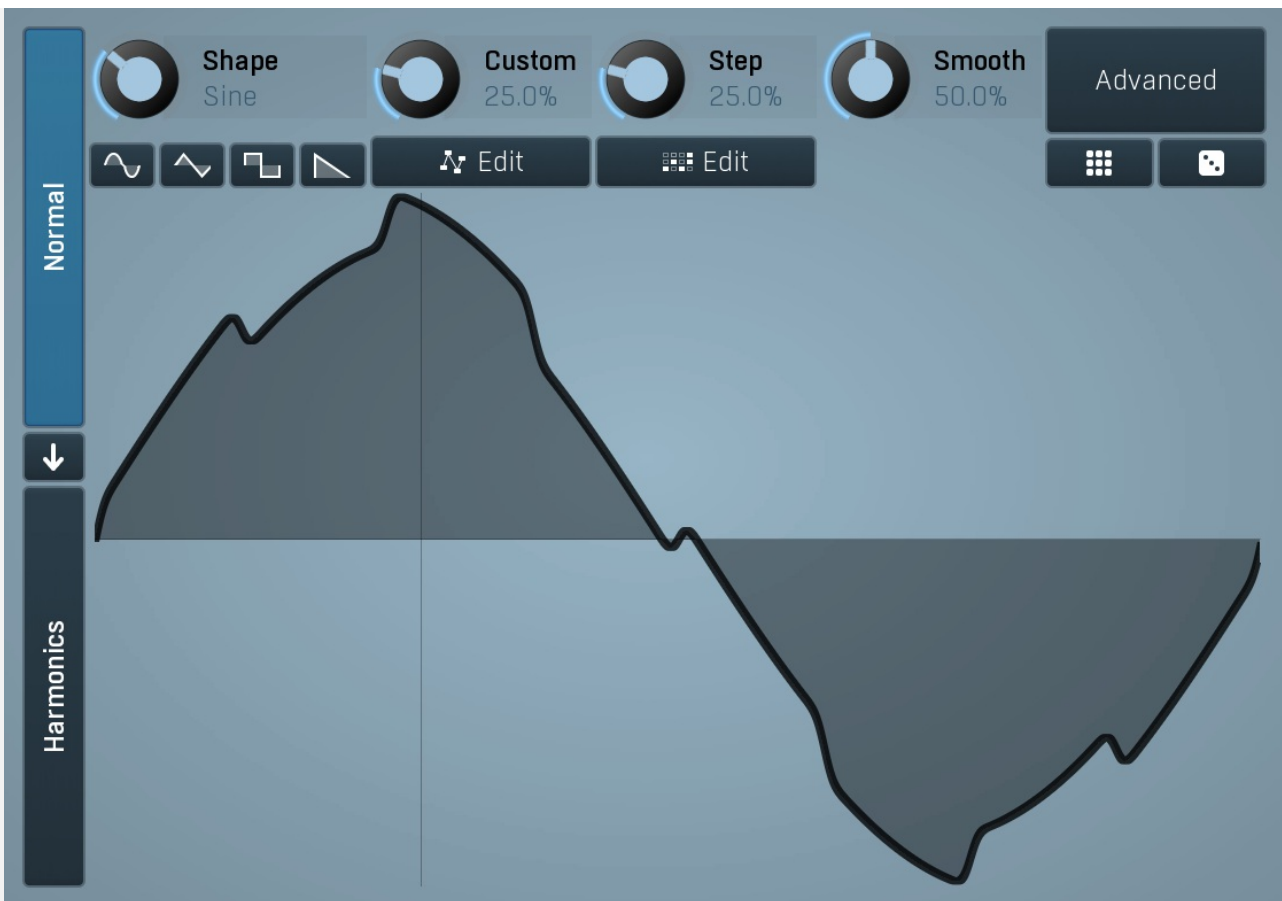 Shape
Sine
Custom
25.0%
Step
25.0%
Smooth
50.0%
Advanced
Edit
Edit
Normal
Harmonics